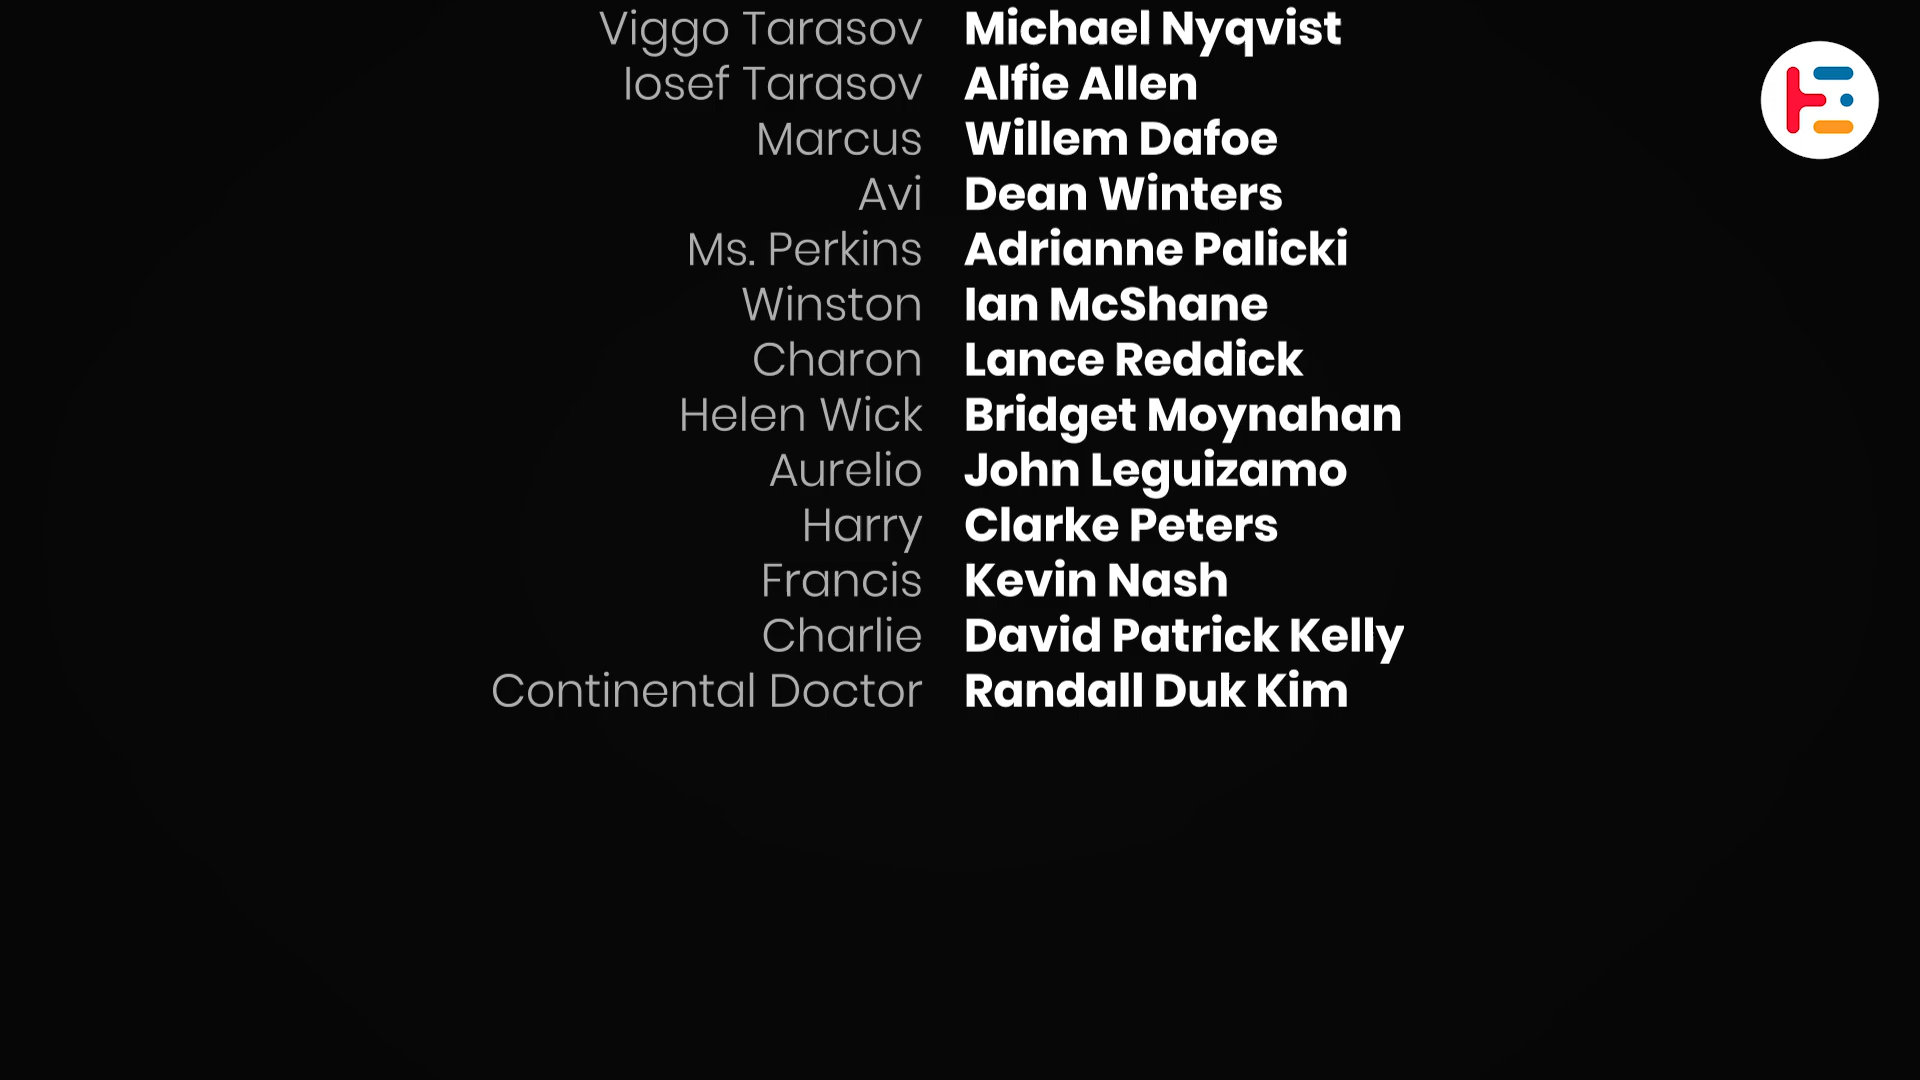 Viggo Tarasov Michael Nyqvist
Iosef Tarasov Alfie Allen
Marcus Willem Dafoe
Avi Dean Winters
Ms. Perkins Adrianne Palicki
Winston Ian McShane
Charon Lance Reddick
Helen Wick Bridget Moynahan
Aurelio John Leguizamo
Harry Clarke Peters
Francis Kevin Nash
Charlie David Patrick Kelly
Continental Doctor Randall Duk Kim